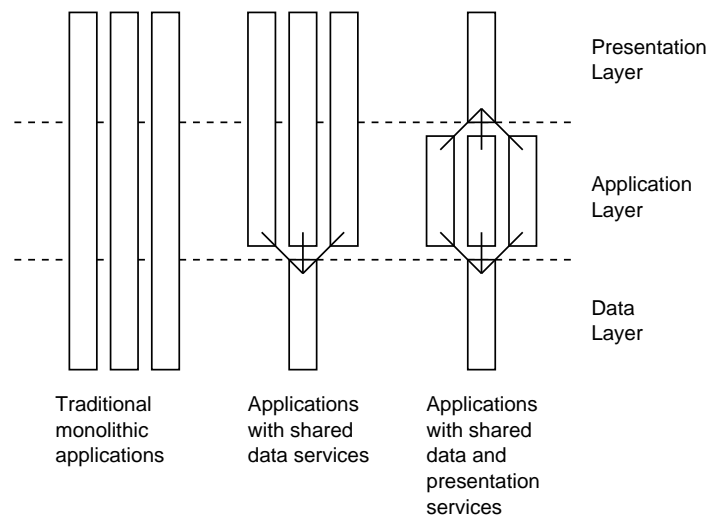 Presentation
Layer
Application
Layer
Data
Layer
Traditional
monolithic
applications
Applications
with shared
data services
Applications
with shared
data and
presentation
services